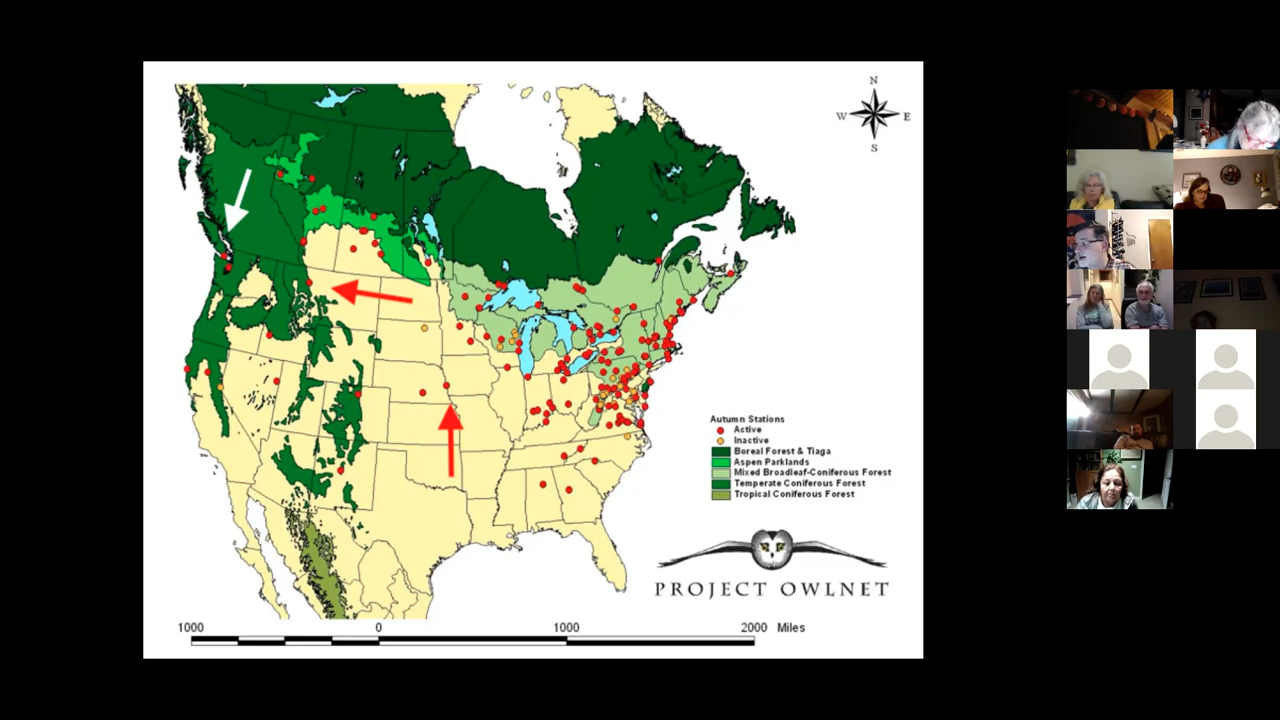 N
W E
S
Autumn Stations
Active
Inactive
Boreal Forest & Tiaga
Aspen Parklands
Mixed Broadleaf-Coniferous Forest
Temperate Coniferous Forest
Tropical Coniferous Forest
PROJECT OWLNET
1000 0 1000 2000 Miles